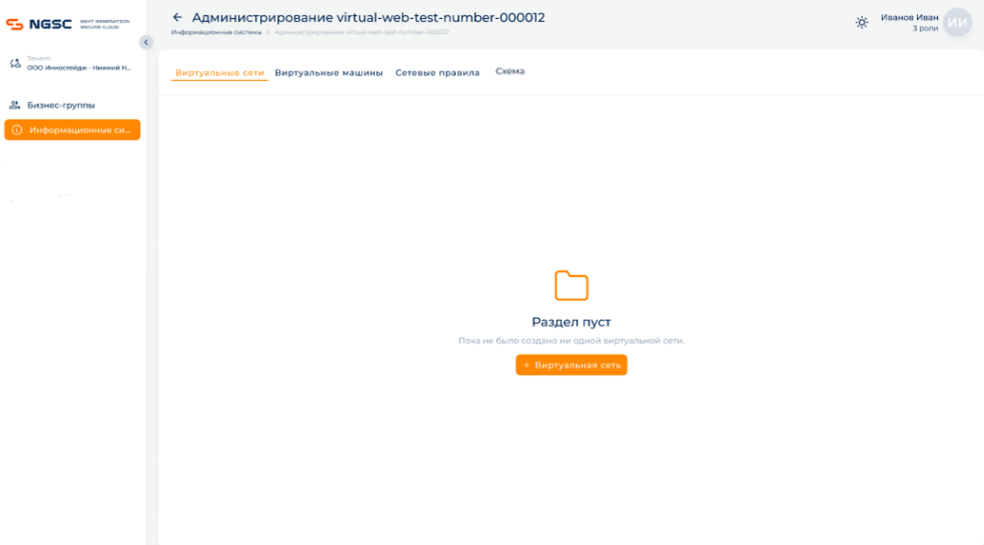 NGSC
NEXT GENERATION
SECURE CLOUD
Тенант:
ООО Инностейдж - Нижний Н...
Бизнес-группы
Информационные си...
← Администрирование virtual-web-test-number-000012
Информационные системы > Администрирование virtual-web-test-number-000012
Иванов Иван
3 роли
ИИ
Виртуальные сети Виртуальные машины Сетевые правила Схема
Раздел пуст
Пока не было создано ни одной виртуальной сети.
+ Виртуальная сеть